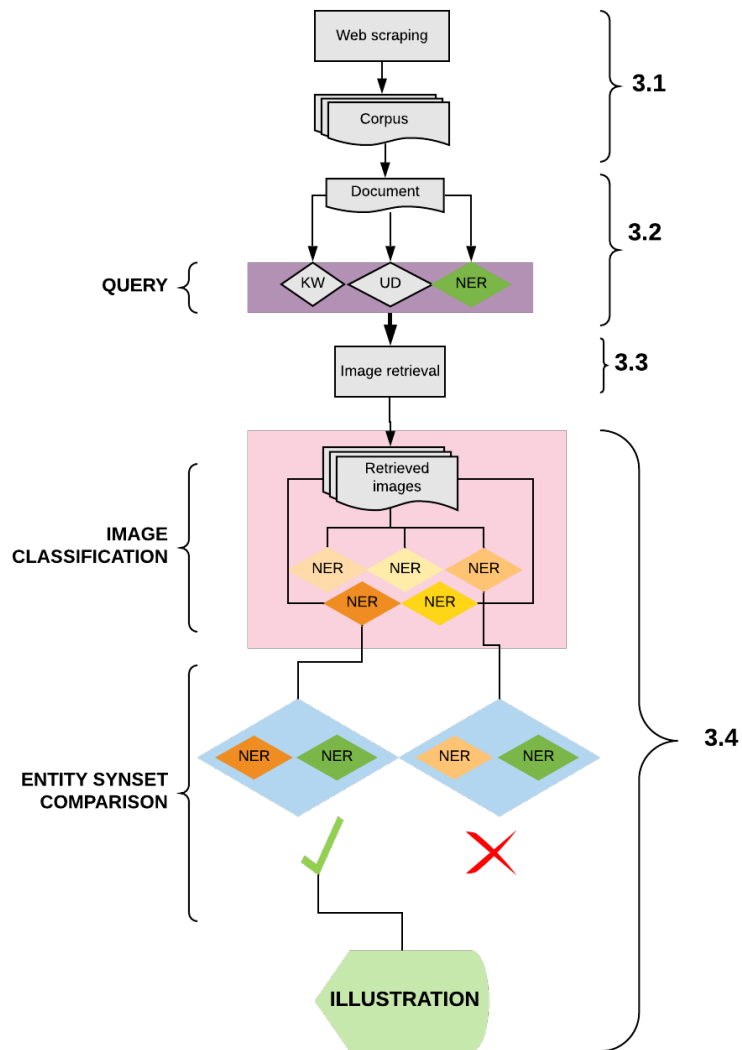 Web scraping
3.1
Corpus
Document
3.2
QUERY
KW
UD
NER
Image retrieval
3.3
Retrieved
images
IMAGE
CLASSIFICATION
NER
NER
NER
NER
NER
3.4
NER
NER
NER
NER
ENTITY SYNSET
COMPARISON
ILLUSTRATION